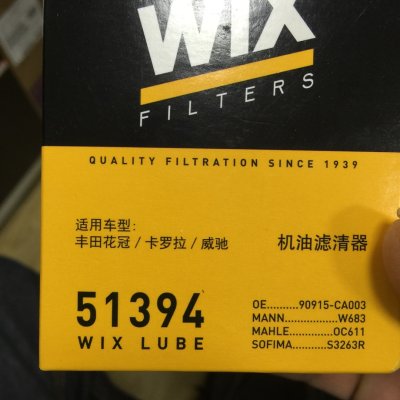 WIX
FILTERS
QUALITY FILTRATION SINCE 1939
适用车型:
丰田花冠 / 卡罗拉 / 威驰
机油滤清器
51394
WIX LUBE
OE..........90915-CA003
MANN.................W683
MAHLE..............OC611
SOFIMA...........S3263R